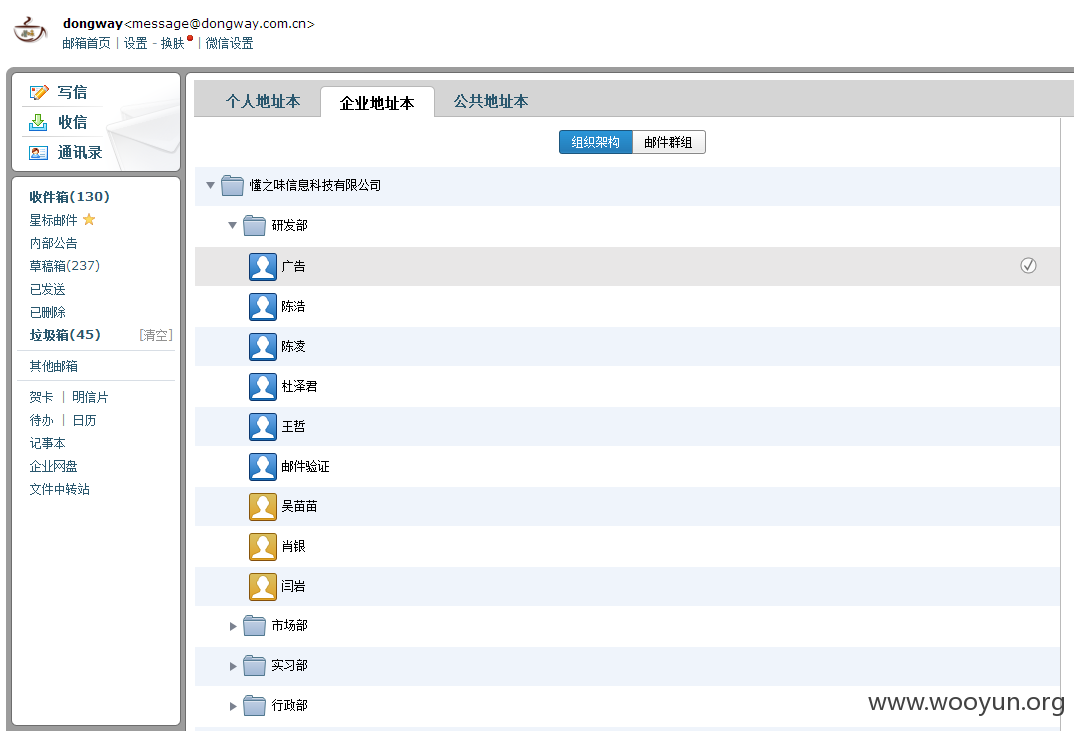 dongway<message@dongway.com.cn>
邮箱首页 | 设置 - 换肤 | 微信设置
写信
收信
通讯录
收件箱(130)
星标邮件
内部公告
草稿箱(237)
已发送
已删除
垃圾箱(45) [清空]
其他邮箱
贺卡 | 明信片
待办 | 日历
记事本
企业网盘
文件中转站
个人地址本 企业地址本 公共地址本
组织架构 邮件群组
懂之味信息科技有限公司
研发部
广告
陈浩
陈凌
杜泽君
王哲
邮件验证
吴苗苗
肖银
闫岩
市场部
实习部
行政部
www.wooyun.org